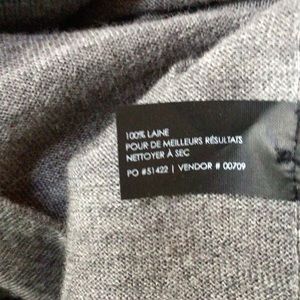 100% LAINE
POUR DE MEILLEURS RÉSULTATS
NETTOYER À SEC
PO #51422 | VENDOR # 00709